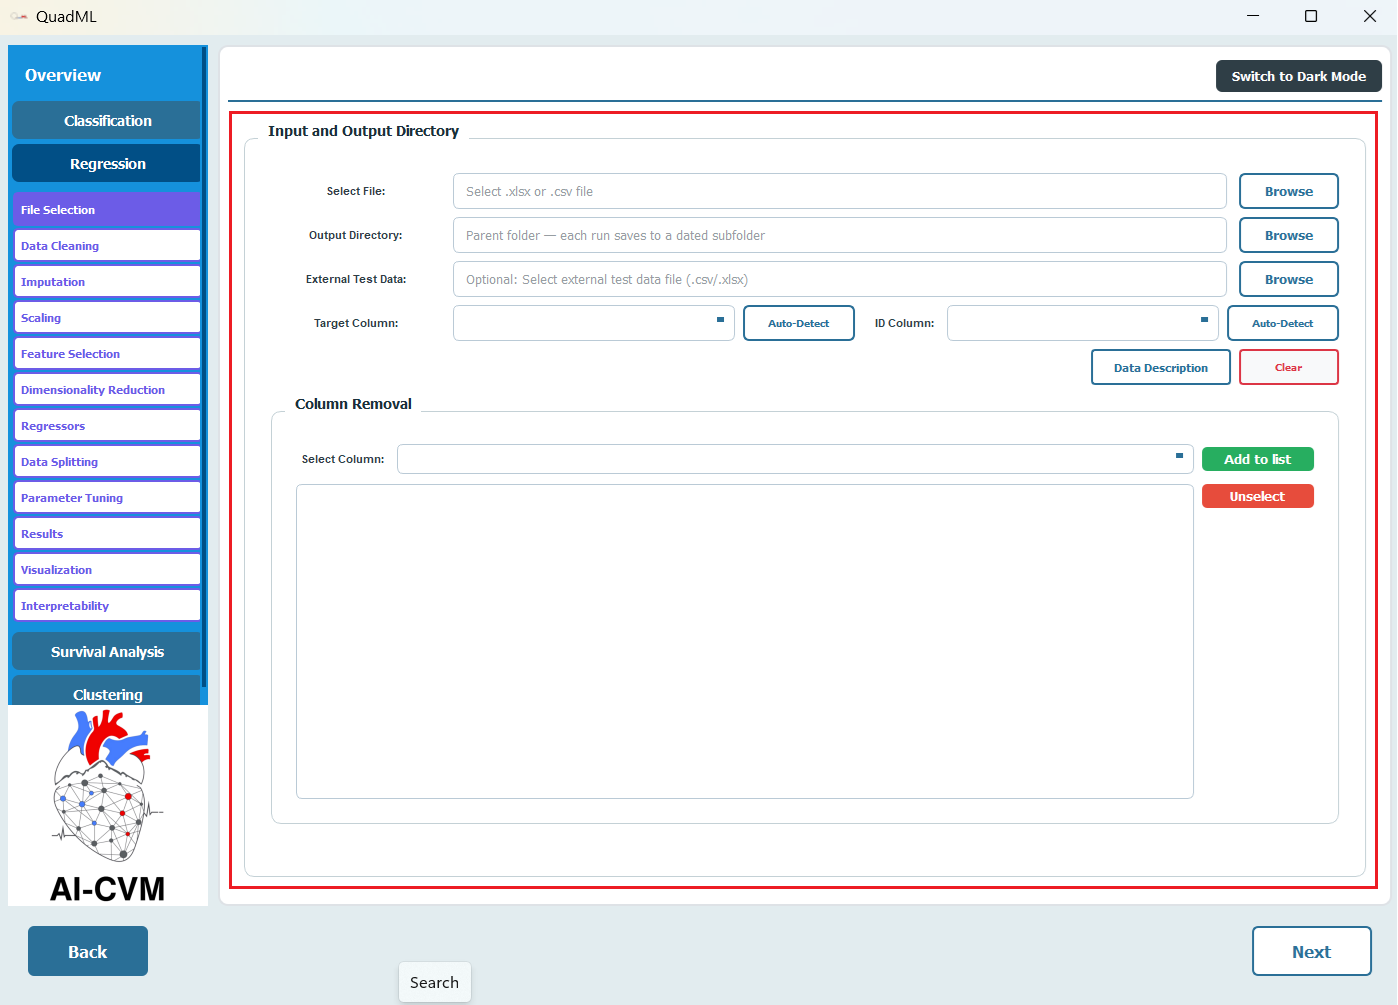 QuadML
Overview
Classification
Regression
File Selection
Data Cleaning
Imputation
Scaling
Feature Selection
Dimensionality Reduction
Regressors
Data Splitting
Parameter Tuning
Results
Visualization
Interpretability
Survival Analysis
Clustering
AI-CVM
Back
Switch to Dark Mode
Input and Output Directory
Select File: Select .xlsx or .csv file Browse
Output Directory: Parent folder — each run saves to a dated subfolder Browse
External Test Data: Optional: Select external test data file (.csv/.xlsx) Browse
Target Column: Auto-Detect ID Column: Auto-Detect
Data Description Clear
Column Removal
Select Column: Add to list
Unselect
Next
Search